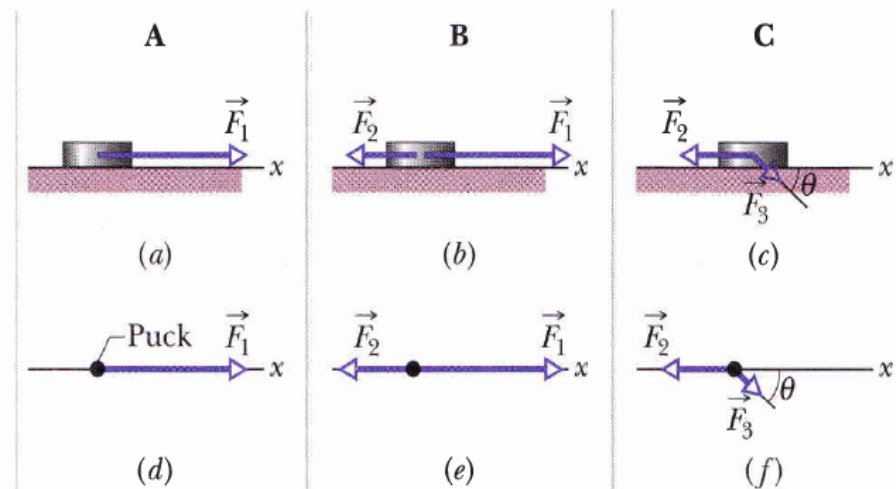 A B C
F₁ F₂ F₁ F₂
x x x
F₃ θ
(a) (b) (c)
Puck F₁ F₂ F₁ F₂
x x x
F₃ θ
(d) (e) (f)